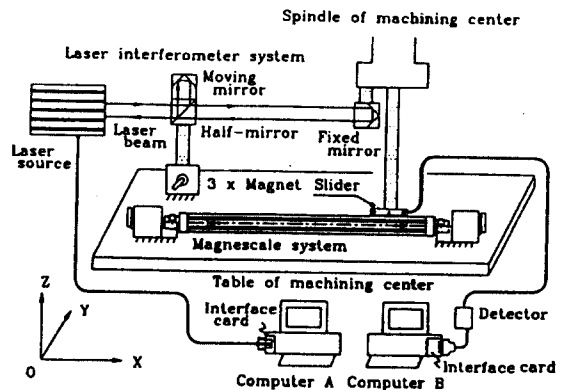 Spindle of machining center
Laser interferometer system
Moving
mirror
Laser
beam
Half-mirror
Fixed
mirror
Laser
source
3 x Magnet Slider
Magnescale system
Table of machining center
Z
Y
X
O
Interface
card
Detector
Interface card
Computer A
Computer B